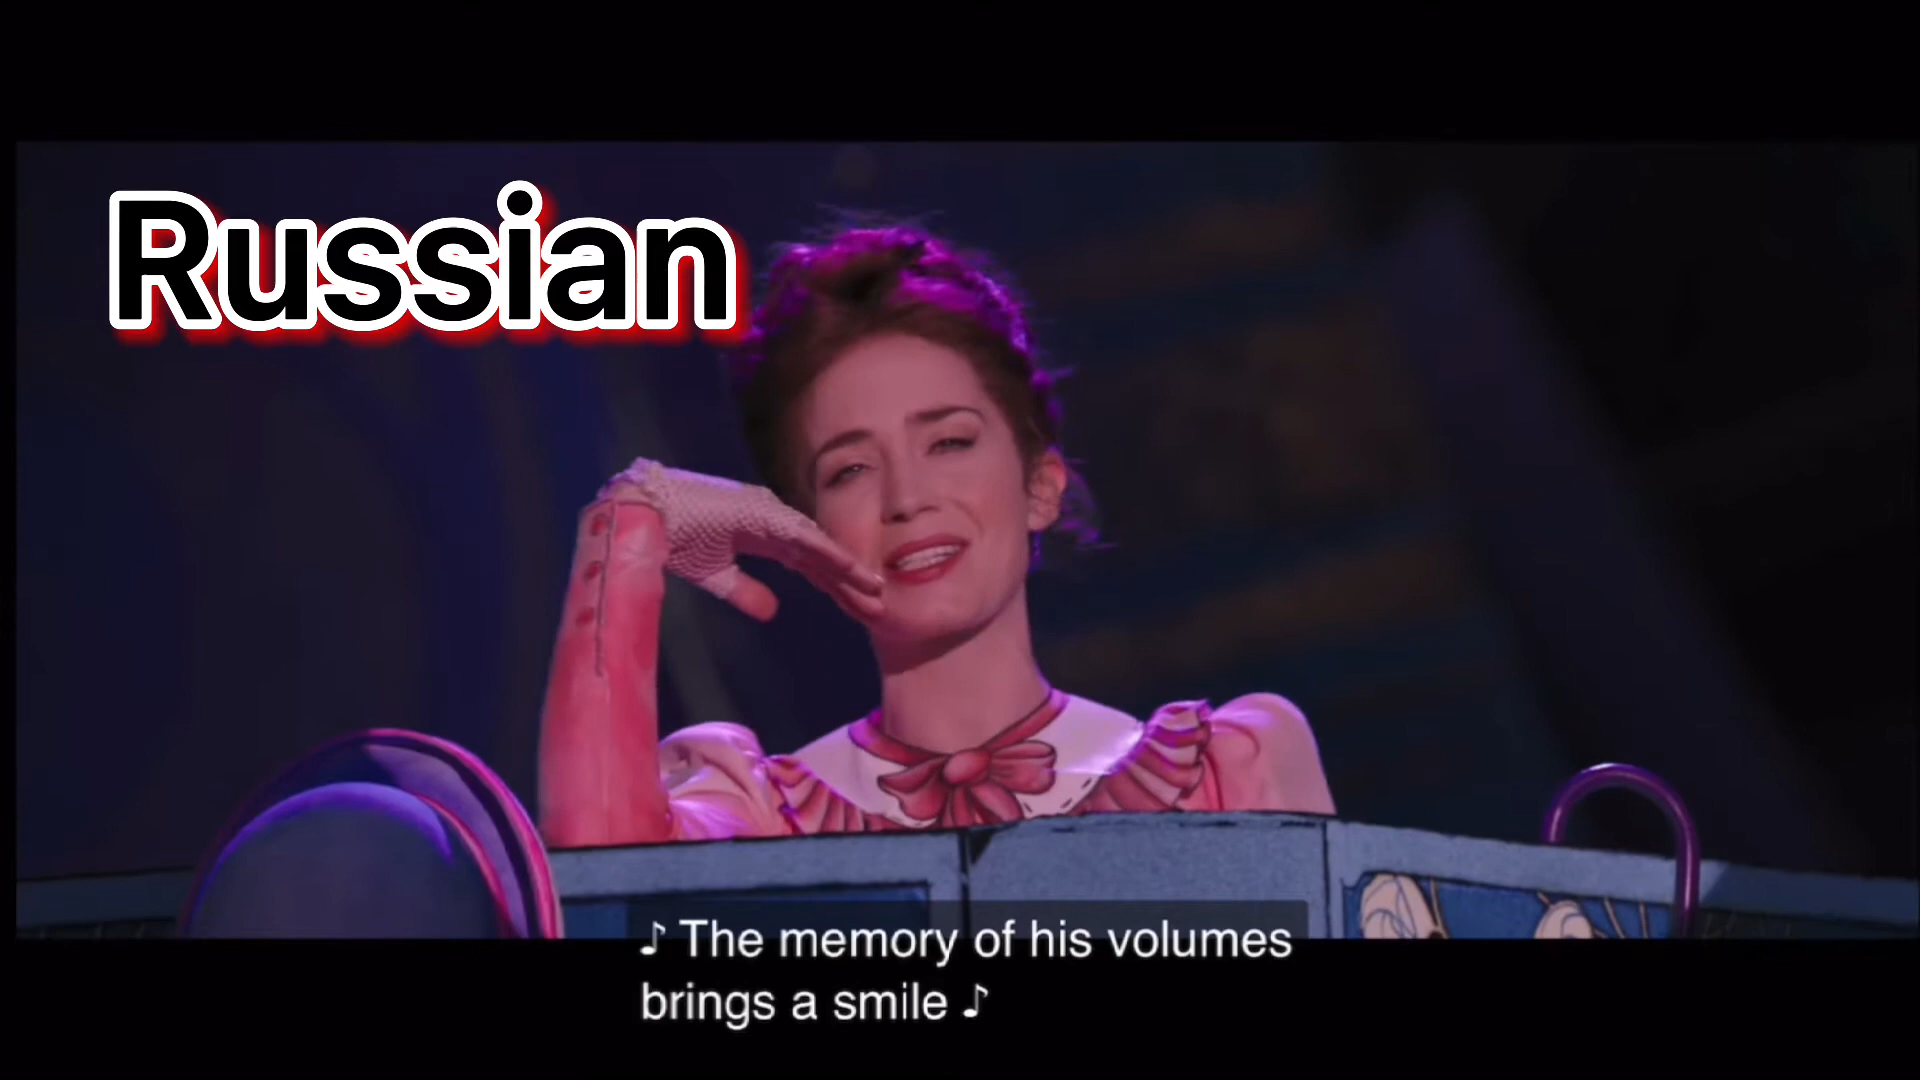 Russian
♪ The memory of his volumes
brings a smile ♪